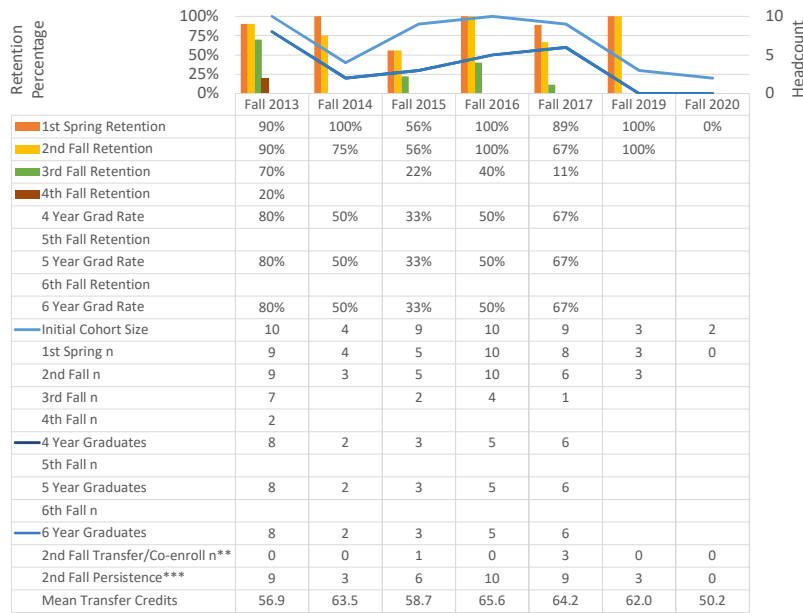 Retention
Percentage
100%
75%
50%
25%
0%
10
5
0
Headcount
Fall 2013 Fall 2014 Fall 2015 Fall 2016 Fall 2017 Fall 2019 Fall 2020
1st Spring Retention 90% 100% 56% 100% 89% 100% 0%
2nd Fall Retention 90% 75% 56% 100% 67% 100%
3rd Fall Retention 70% 22% 40% 11%
4th Fall Retention 20%
4 Year Grad Rate 80% 50% 33% 50% 67%
5th Fall Retention
5 Year Grad Rate 80% 50% 33% 50% 67%
6th Fall Retention
6 Year Grad Rate 80% 50% 33% 50% 67%
Initial Cohort Size 10 4 9 10 9 3 2
1st Spring n 9 4 5 10 8 3 0
2nd Fall n 9 3 5 10 6 3
3rd Fall n 7 2 4 1
4th Fall n 2
4 Year Graduates 8 2 3 5 6
5th Fall n
5 Year Graduates 8 2 3 5 6
6th Fall n
6 Year Graduates 8 2 3 5 6
2nd Fall Transfer/Co-enroll n** 0 0 1 0 3 0 0
2nd Fall Persistence*** 9 3 6 10 9 3 0
Mean Transfer Credits 56.9 63.5 58.7 65.6 64.2 62.0 50.2